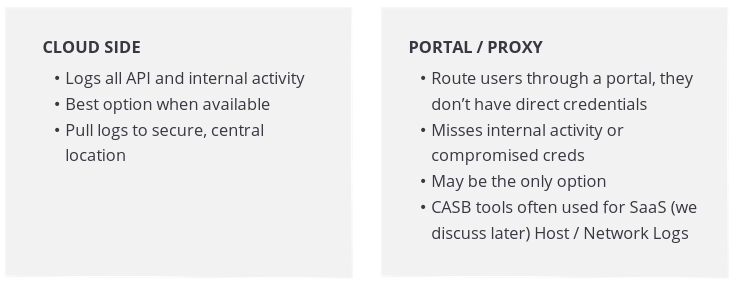 CLOUD SIDE
• Logs all API and internal activity
• Best option when available
• Pull logs to secure, central
location
PORTAL / PROXY
• Route users through a portal, they
don’t have direct credentials
• Misses internal activity or
compromised creds
• May be the only option
• CASB tools often used for SaaS (we
discuss later) Host / Network Logs